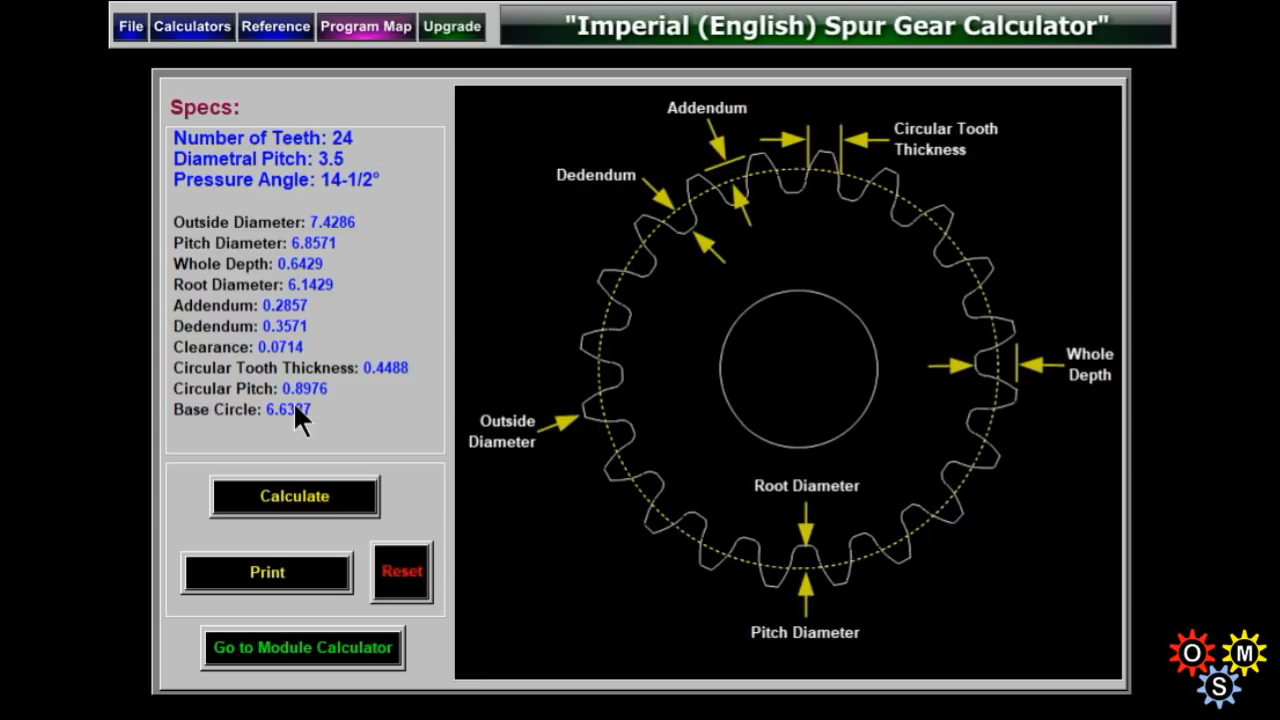 File Calculators Reference Program Map Upgrade
"Imperial (English) Spur Gear Calculator"
Specs:
Number of Teeth: 24
Diametral Pitch: 3.5
Pressure Angle: 14-1/2°
Outside Diameter: 7.4286
Pitch Diameter: 6.8571
Whole Depth: 0.6429
Root Diameter: 6.1429
Addendum: 0.2857
Dedendum: 0.3571
Clearance: 0.0714
Circular Tooth Thickness: 0.4488
Circular Pitch: 0.8976
Base Circle:
Calculate
Print
Reset
Go to Module Calculator
Addendum
Circular Tooth
Thickness
Dedendum
Whole
Depth
Outside
Diameter
Root Diameter
Pitch Diameter
O M
S